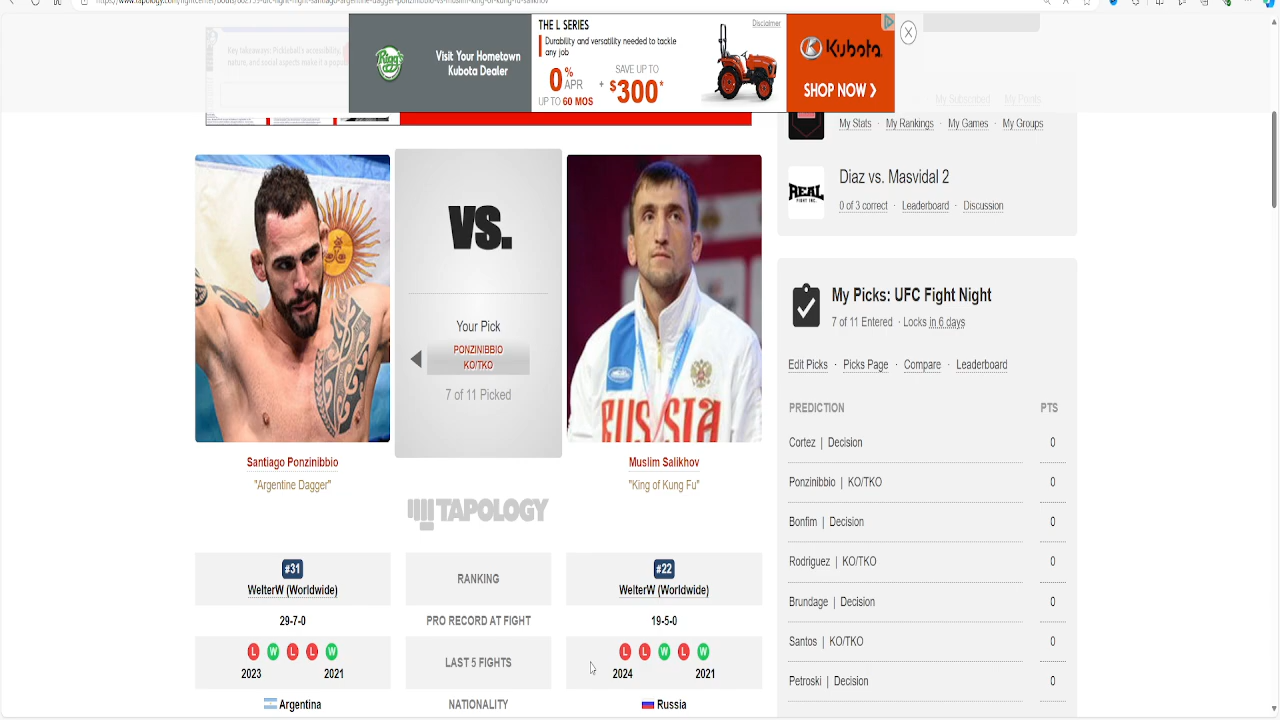 www.tapology.com/fightcenter/bouts/
Visit Your Hometown
Kubota Dealer
THE L SERIES
Durability and versatility needed to tackle
any job
0% APR
UP TO 60 MOS
+
SAVE UP TO
$300*
Disclaimer
Kubota
SHOP NOW ❯
My Stats · My Rankings · My Games · My Groups
REAL
FIGHT INC.
Diaz vs. Masvidal 2
0 of 3 correct · Leaderboard · Discussion
VS.
Your Pick
PONZINIBBIO
KO/TKO
7 of 11 Picked
RUSSIA
Santiago Ponzinibbio
"Argentine Dagger"
Muslim Salikhov
"King of Kung Fu"
TAPOLOGY
#31
WelterW (Worldwide)
RANKING
#22
WelterW (Worldwide)
29-7-0
PRO RECORD AT FIGHT
19-5-0
L W L L W
2023 2021
LAST 5 FIGHTS
L L W L W
2024 2021
Argentina
NATIONALITY
Russia
My Picks: UFC Fight Night
7 of 11 Entered · Locks in 6 days
Edit Picks · Picks Page · Compare · Leaderboard
PREDICTION PTS
Cortez | Decision 0
Ponzinibbio | KO/TKO 0
Bonfim | Decision 0
Rodriguez | KO/TKO 0
Brundage | Decision 0
Santos | KO/TKO 0
Petroski | Decision 0